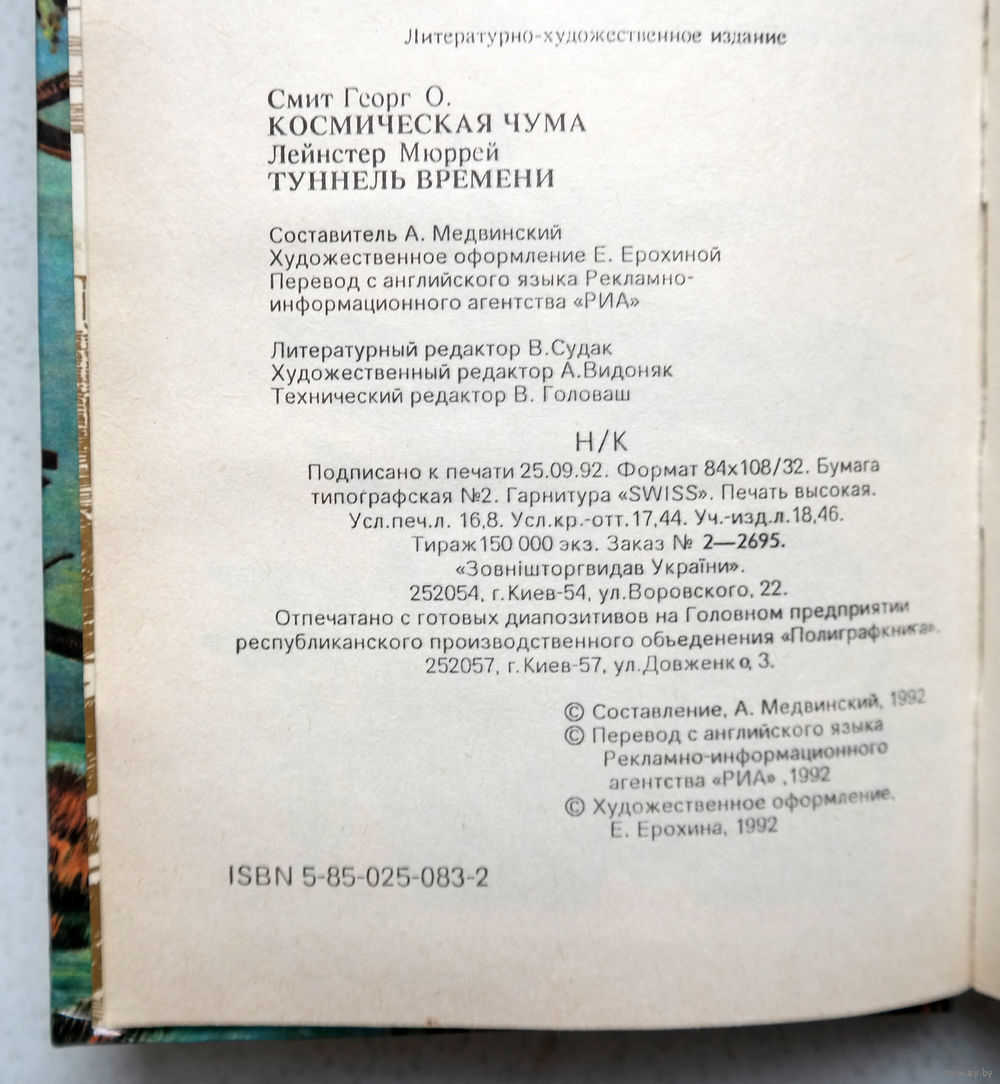 Литературно-художественное издание
Смит Георг О.
КОСМИЧЕСКАЯ ЧУМА
Лейнстер Мюррей
ТУННЕЛЬ ВРЕМЕНИ
Составитель А. Медвинский
Художественное оформление Е. Ерохиной
Перевод с английского языка Рекламно-
информационного агентства «РИА»
Литературный редактор В.Судак
Художественный редактор А.Видоняк
Технический редактор В. Головаш
Н/К
Подписано к печати 25.09.92. Формат 84х108/32. Бумага
типографская №2. Гарнитура «SWISS». Печать высокая.
Усл.печ.л. 16,8. Усл.кр.-отт.17,44. Уч.-изд.л.18,46.
Тираж 150 000 экз. Заказ № 2—2695.
«Зовнішторгвидав України».
252054, г.Киев-54, ул.Воровского, 22.
Отпечатано с готовых диапозитивов на Головном предприятии
республиканского производственного обьеденения «Полиграфкнига».
252057, г.Киев-57, ул.Довженко, 3.
© Составление, А. Медвинский, 1992
© Перевод с английского языка
Рекламно-информационного
агентства «РИА» ,1992
© Художественное оформление,
Е. Ерохина, 1992
ISBN 5-85-025-083-2
www.ay.by